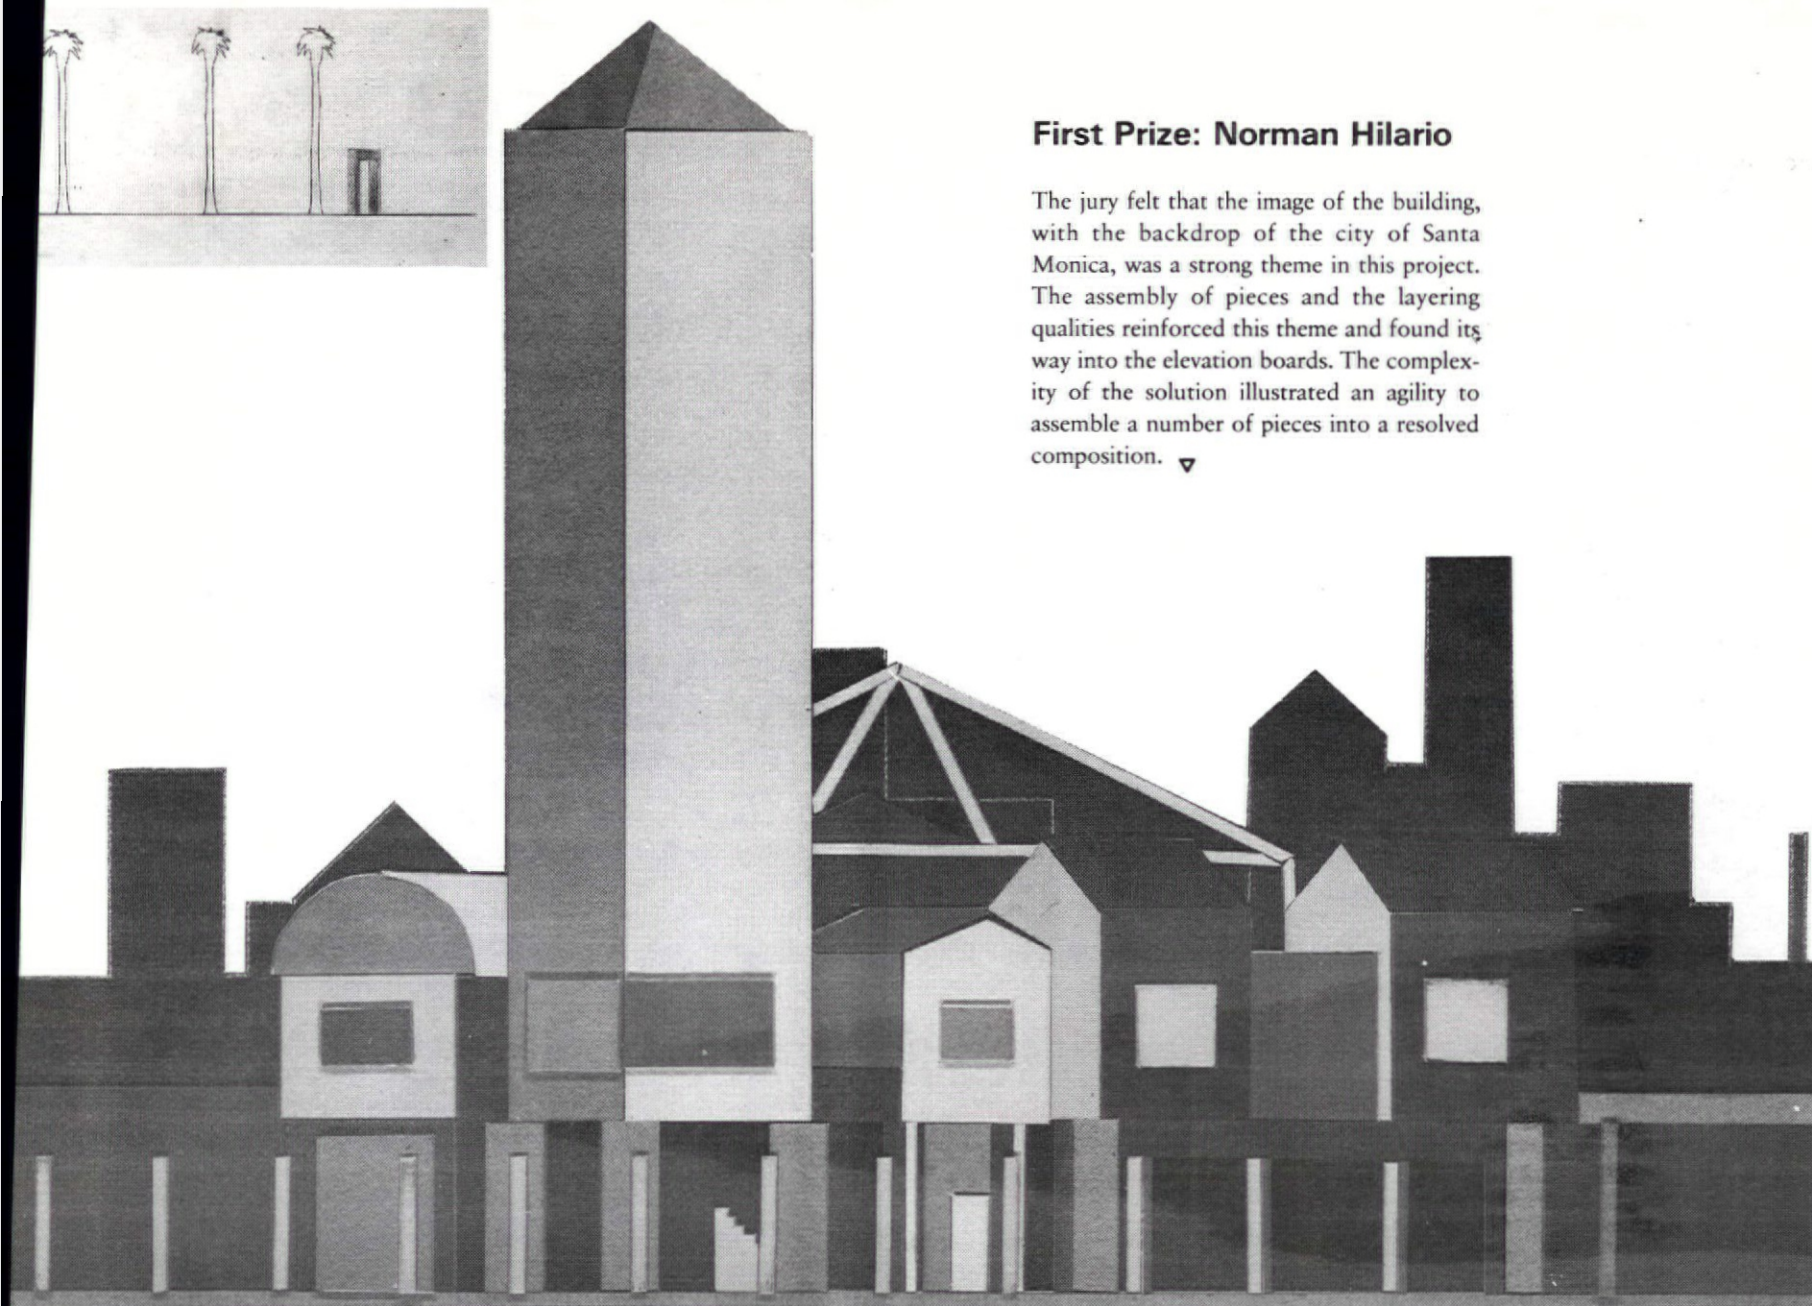 First Prize: Norman Hilario
The jury felt that the image of the building,
with the backdrop of the city of Santa
Monica, was a strong theme in this project.
The assembly of pieces and the layering
qualities reinforced this theme and found its
way into the elevation boards. The complex-
ity of the solution illustrated an agility to
assemble a number of pieces into a resolved
composition.